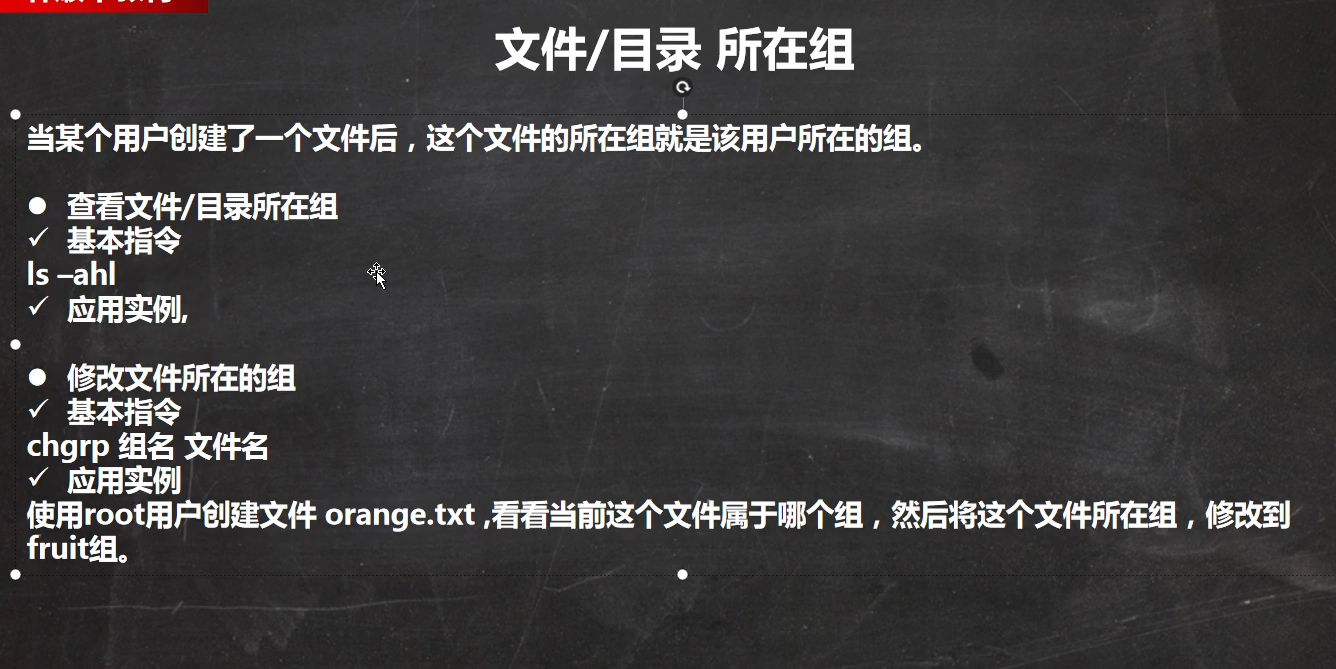 文件/目录 所在组
当某个用户创建了一个文件后，这个文件的所在组就是该用户所在的组。
● 查看文件/目录所在组
✓ 基本指令
ls –ahl
✓ 应用实例,
● 修改文件所在的组
✓ 基本指令
chgrp 组名 文件名
✓ 应用实例
使用root用户创建文件 orange.txt ,看看当前这个文件属于哪个组，然后将这个文件所在组，修改到
fruit组。